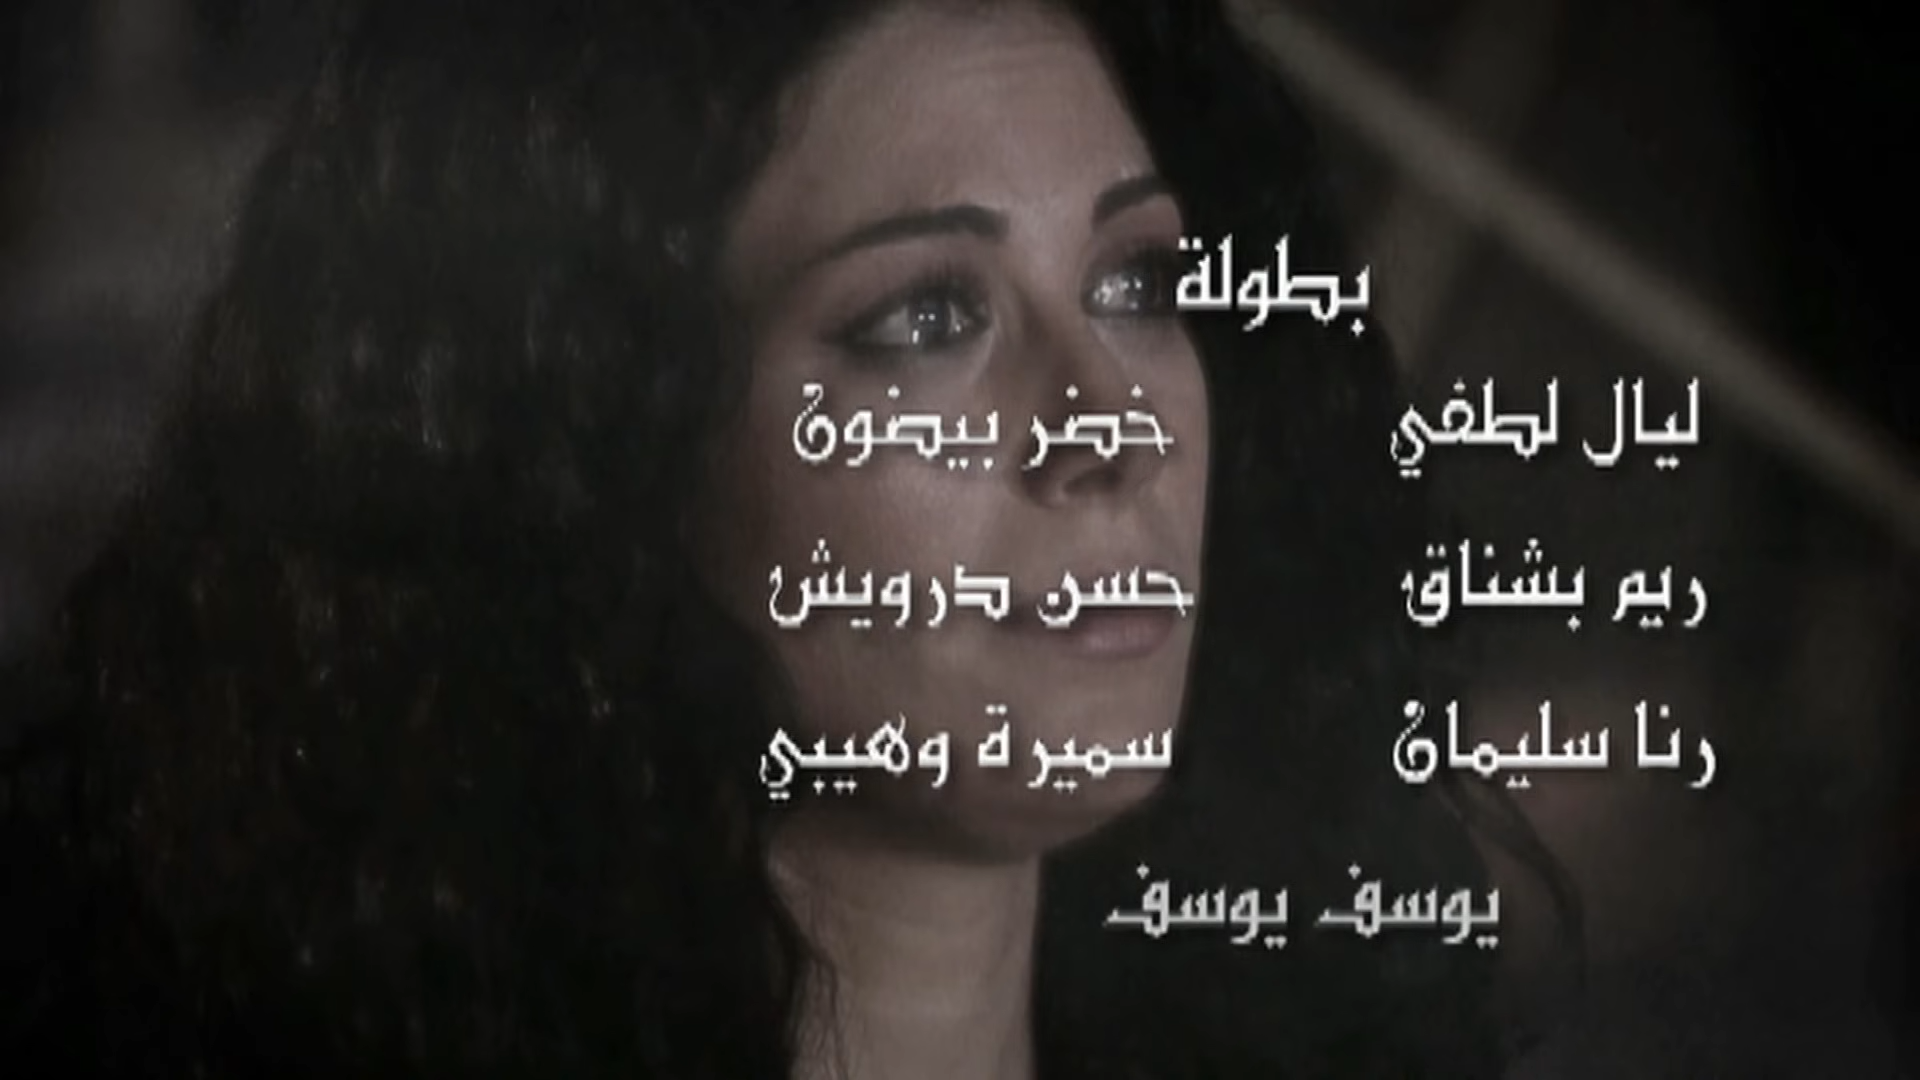 بطولة
ليال لطفي خضر بيضون
ريم بشناق حسن درويش
رنا سليمان سميرة وهيبي
يوسف يوسف